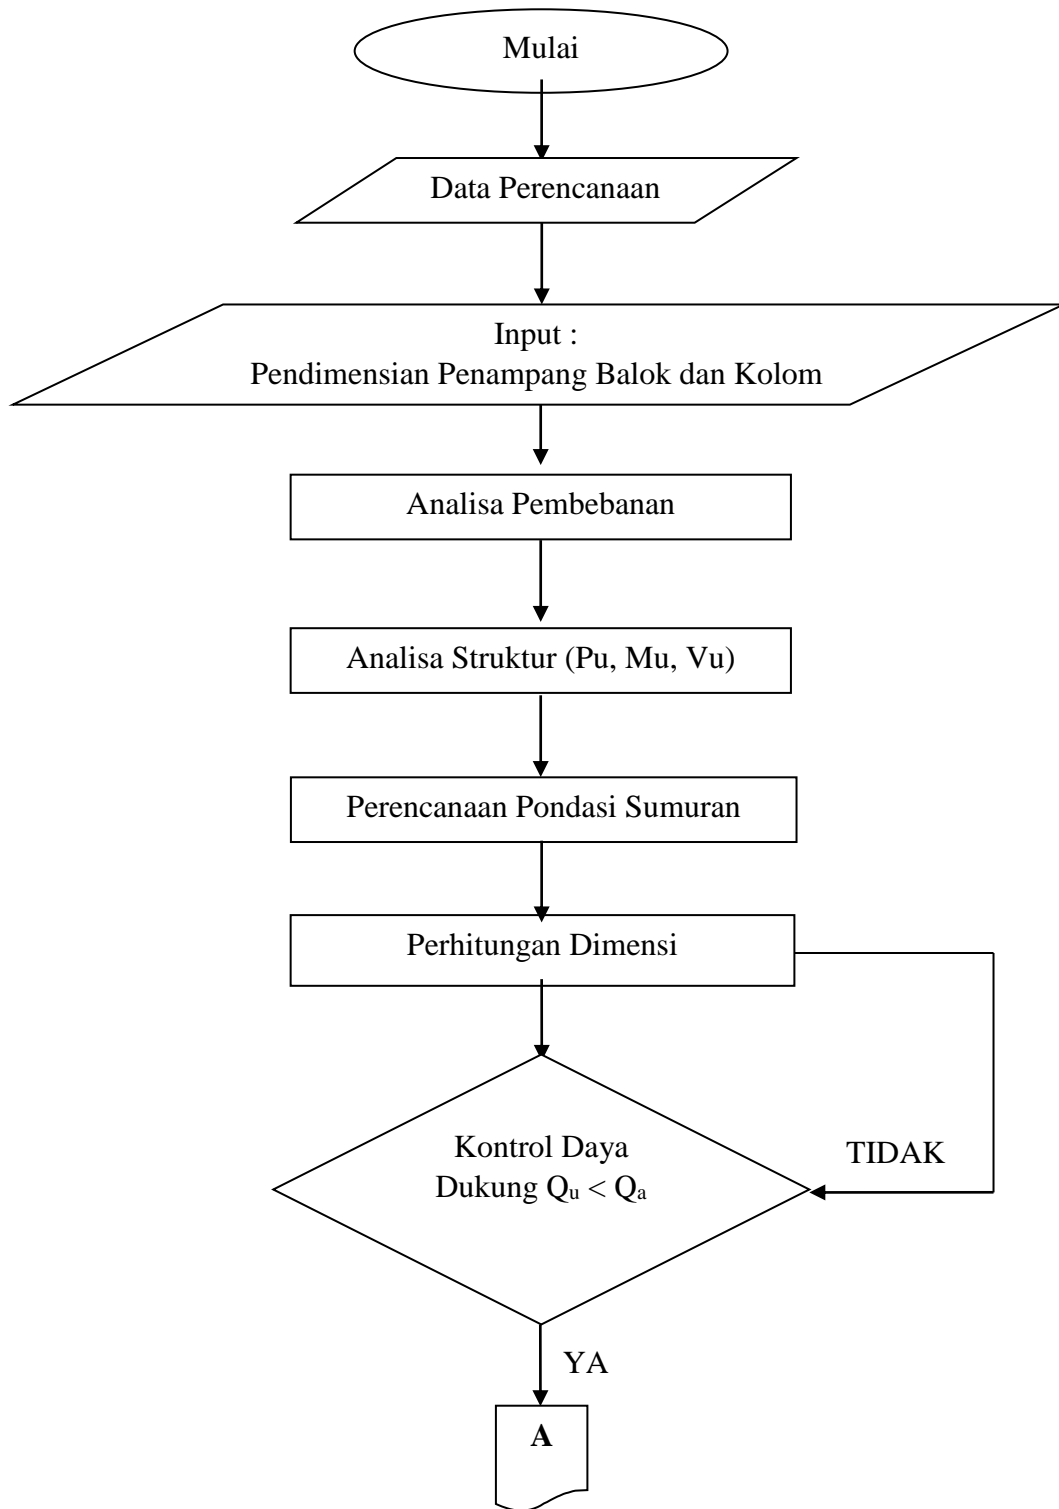 Mulai
Data Perencanaan
Input :
Pendimensian Penampang Balok dan Kolom
Analisa Pembebanan
Analisa Struktur (Pu, Mu, Vu)
Perencanaan Pondasi Sumuran
Perhitungan Dimensi
Kontrol Daya
Dukung Qu < Qa
TIDAK
YA
A